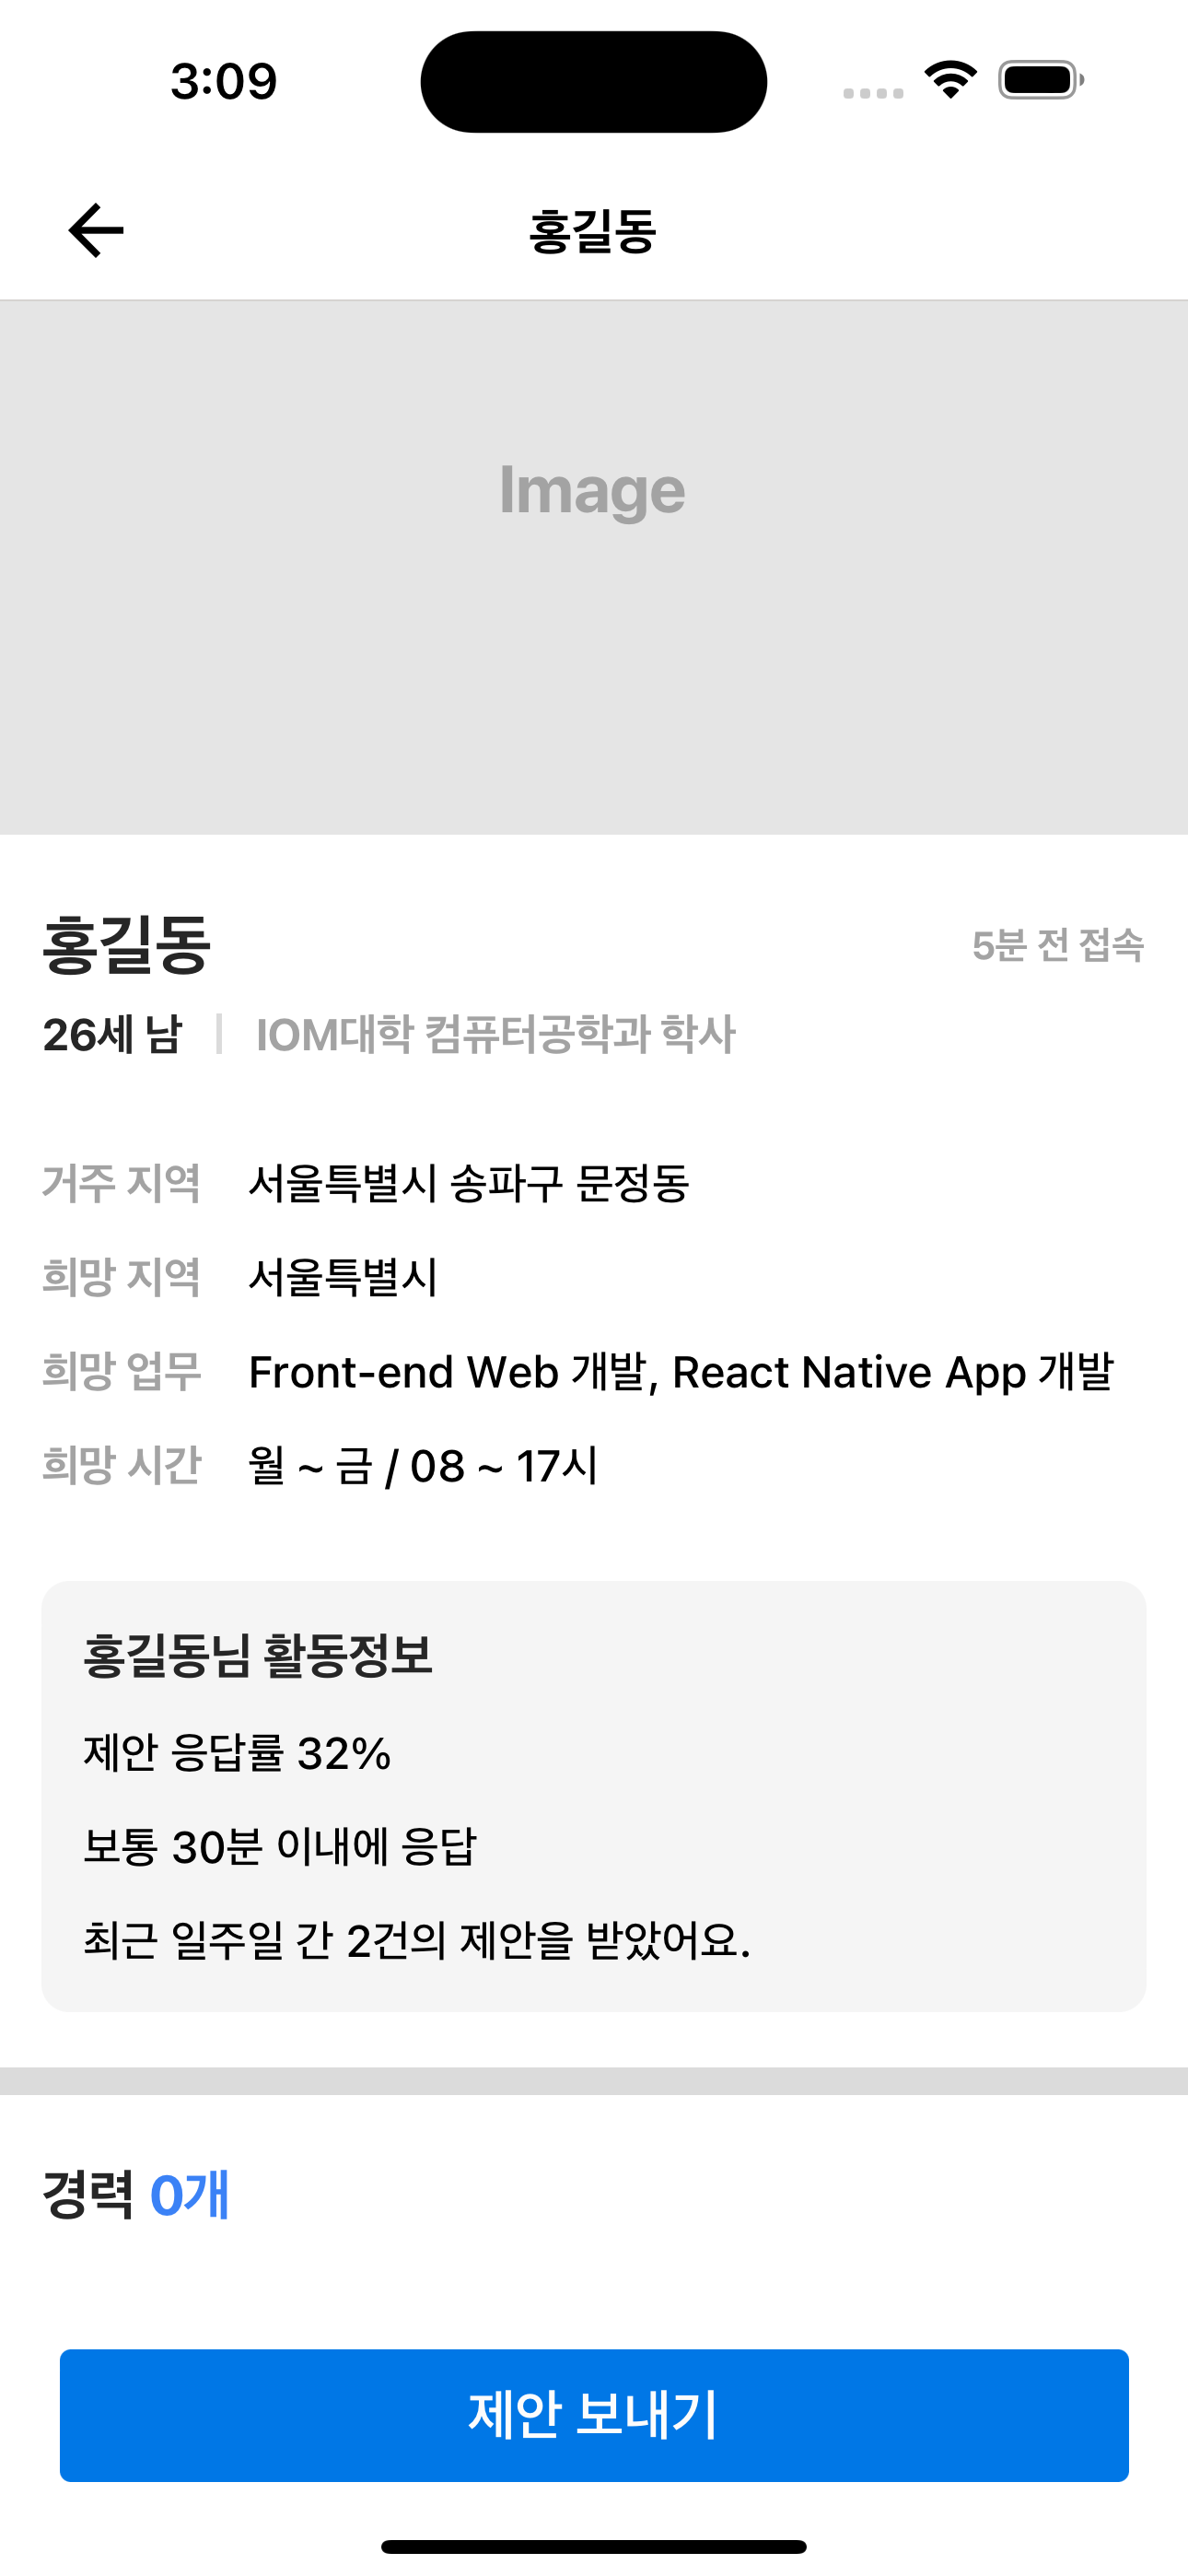 3:09
홍길동
Image
홍길동
5분 전 접속
26세 남
IOM대학 컴퓨터공학과 학사
거주 지역 서울특별시 송파구 문정동
희망 지역 서울특별시
희망 업무 Front-end Web 개발, React Native App 개발
희망 시간 월 ~ 금 / 08 ~ 17시
홍길동님 활동정보
제안 응답률 32%
보통 30분 이내에 응답
최근 일주일 간 2건의 제안을 받았어요.
경력 0개
제안 보내기